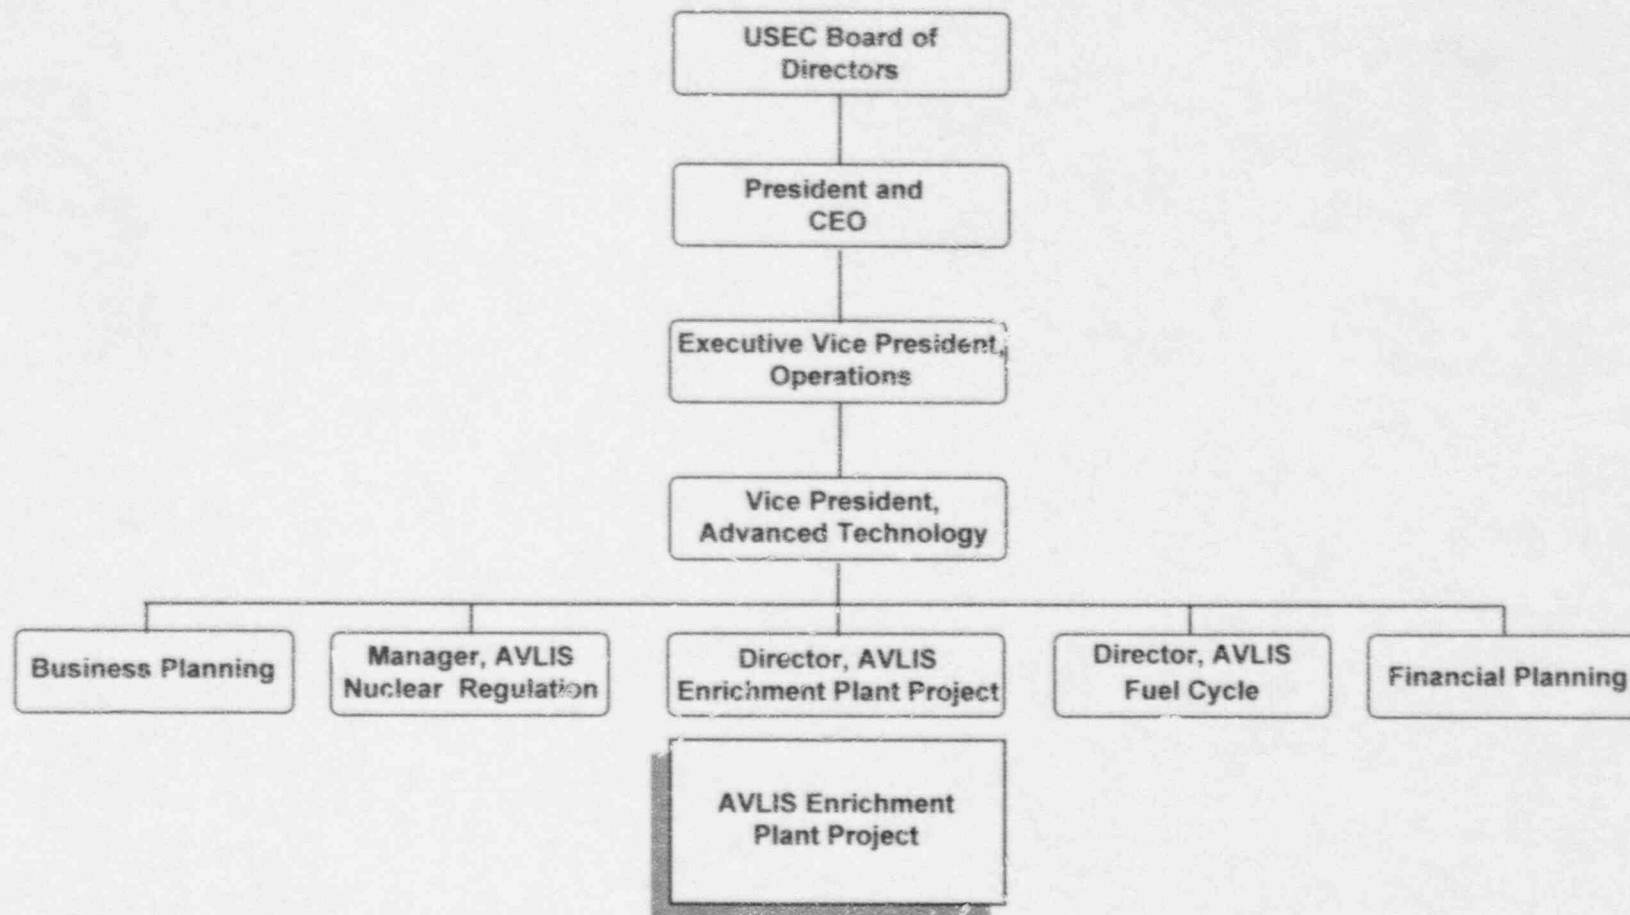 USEC Board of
Directors
President and
CEO
Executive Vice President,
Operations
Vice President,
Advanced Technology
Business Planning
Manager, AVLIS
Nuclear Regulation
Director, AVLIS
Enrichment Plant Project
Director, AVLIS
Fuel Cycle
Financial Planning
AVLIS Enrichment
Plant Project